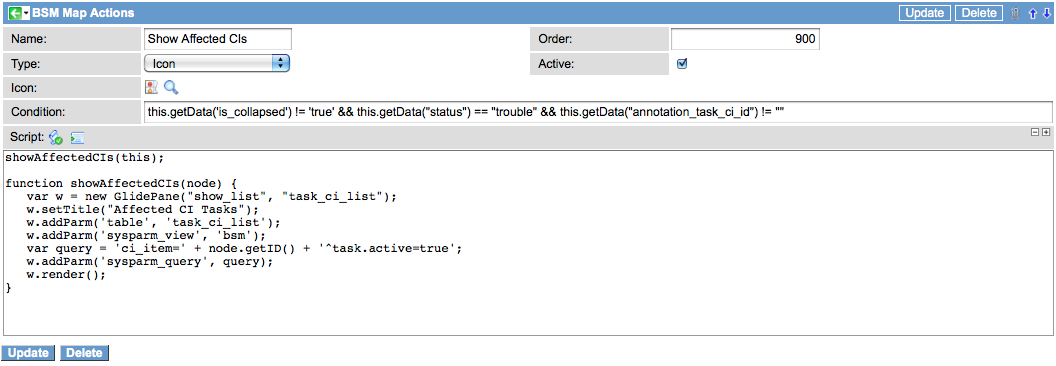 BSM Map Actions Update Delete
Name: Show Affected CIs Order: 900
Type: Icon Active:
Icon:
Condition: this.getData('is_collapsed') != 'true' && this.getData("status") == "trouble" && this.getData("annotation_task_ci_id") != ""
Script:
showAffectedCIs(this);
function showAffectedCIs(node) {
var w = new GlidePane("show_list", "task_ci_list");
w.setTitle("Affected CI Tasks");
w.addParm('table', 'task_ci_list');
w.addParm('sysparm_view', 'bsm');
var query = 'ci_item=' + node.getID() + '^task.active=true';
w.addParm('sysparm_query', query);
w.render();
}
Update Delete